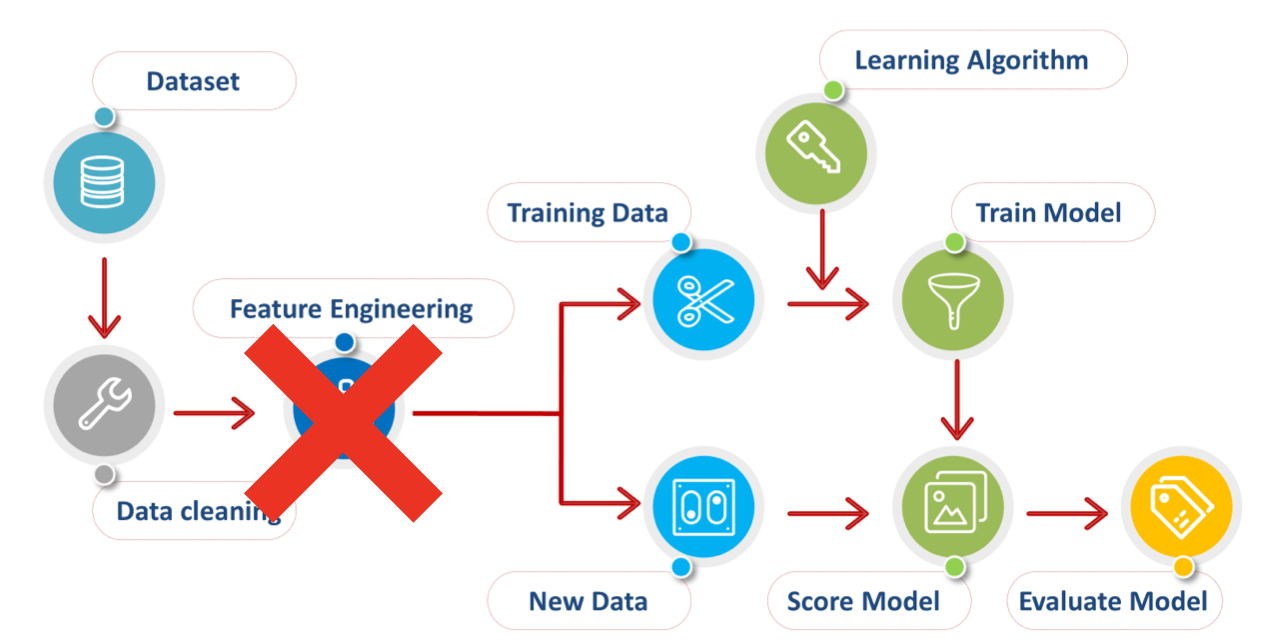 Learning Algorithm
Dataset
Training Data
Train Model
Feature Engineering
Data cleaning
New Data
Score Model
Evaluate Model